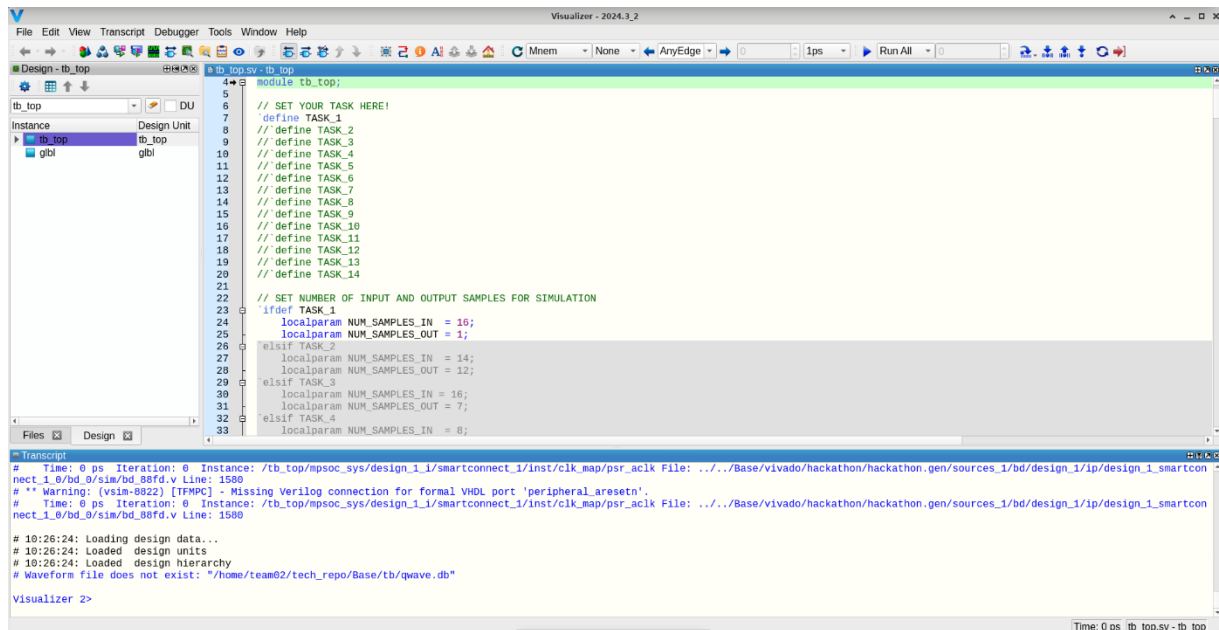 Visualizer - 2024.3_2
File Edit View Transcript Debugger Tools Window Help
Mnem None AnyEdge 0 1ps Run All 0
Design - tb_top
tb_top DU
Instance Design Unit
tb_top tb_top
glbl glbl
Files Design
tb_top.sv - tb_top
4 module tb_top;
5
6 // SET YOUR TASK HERE!
7 `define TASK_1
8 //`define TASK_2
9 //`define TASK_3
10 //`define TASK_4
11 //`define TASK_5
12 //`define TASK_6
13 //`define TASK_7
14 //`define TASK_8
15 //`define TASK_9
16 //`define TASK_10
17 //`define TASK_11
18 //`define TASK_12
19 //`define TASK_13
20 //`define TASK_14
21
22 // SET NUMBER OF INPUT AND OUTPUT SAMPLES FOR SIMULATION
23 `ifdef TASK_1
24 localparam NUM_SAMPLES_IN = 16;
25 localparam NUM_SAMPLES_OUT = 1;
26 `elsif TASK_2
27 localparam NUM_SAMPLES_IN = 14;
28 localparam NUM_SAMPLES_OUT = 12;
29 `elsif TASK_3
30 localparam NUM_SAMPLES_IN = 16;
31 localparam NUM_SAMPLES_OUT = 7;
32 `elsif TASK_4
33 localparam NUM_SAMPLES_IN = 8;
Transcript
# Time: 0 ps Iteration: 0 Instance: /tb_top/mpsoc_sys/design_1_i/smartconnect_1/inst/clk_map/psr_aclk File: ../../Base/vivado/hackathon/hackathon.gen/sources_1/bd/design_1/ip/design_1_smartcon
nect_1_0/bd_0/sim/bd_88fd.v Line: 1580
# ** Warning: (vsim-8822) [TFMPC] - Missing Verilog connection for formal VHDL port 'peripheral_aresetn'.
# Time: 0 ps Iteration: 0 Instance: /tb_top/mpsoc_sys/design_1_i/smartconnect_1/inst/clk_map/psr_aclk File: ../../Base/vivado/hackathon/hackathon.gen/sources_1/bd/design_1/ip/design_1_smartcon
nect_1_0/bd_0/sim/bd_88fd.v Line: 1580
# 10:26:24: Loading design data...
# 10:26:24: Loaded design units
# 10:26:24: Loaded design hierarchy
# Waveform file does not exist: "/home/team02/tech_repo/Base/tb/qwave.db"
Visualizer 2>
Time: 0 ps tb_top.sv - tb_top